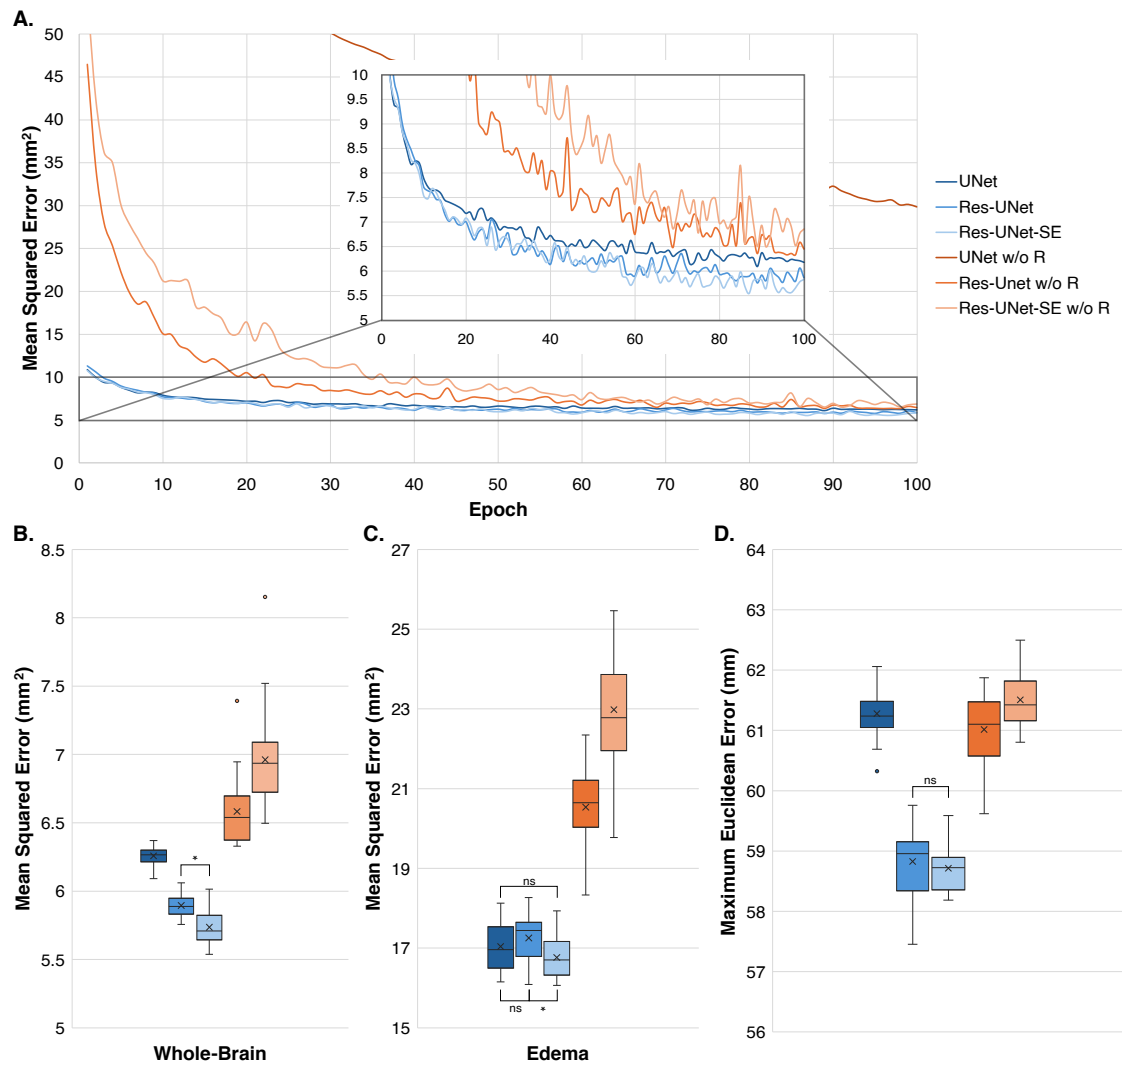 A.
Mean Squared Error (mm²)
50
45
40
35
30
25
20
15
10
5
0
0 10 20 30 40 50 60 70 80 90 100
Epoch
10
9.5
9
8.5
8
7.5
7
6.5
6
5.5
5
0 20 40 60 80 100
UNet
Res-UNet
Res-UNet-SE
UNet w/o R
Res-Unet w/o R
Res-UNet-SE w/o R
B.
Mean Squared Error (mm²)
8.5
8
7.5
7
6.5
6
5.5
5
*
Whole-Brain
C.
Mean Squared Error (mm²)
27
25
23
21
19
17
15
ns
ns *
Edema
D.
Maximum Euclidean Error (mm)
64
63
62
61
60
59
58
57
56
ns